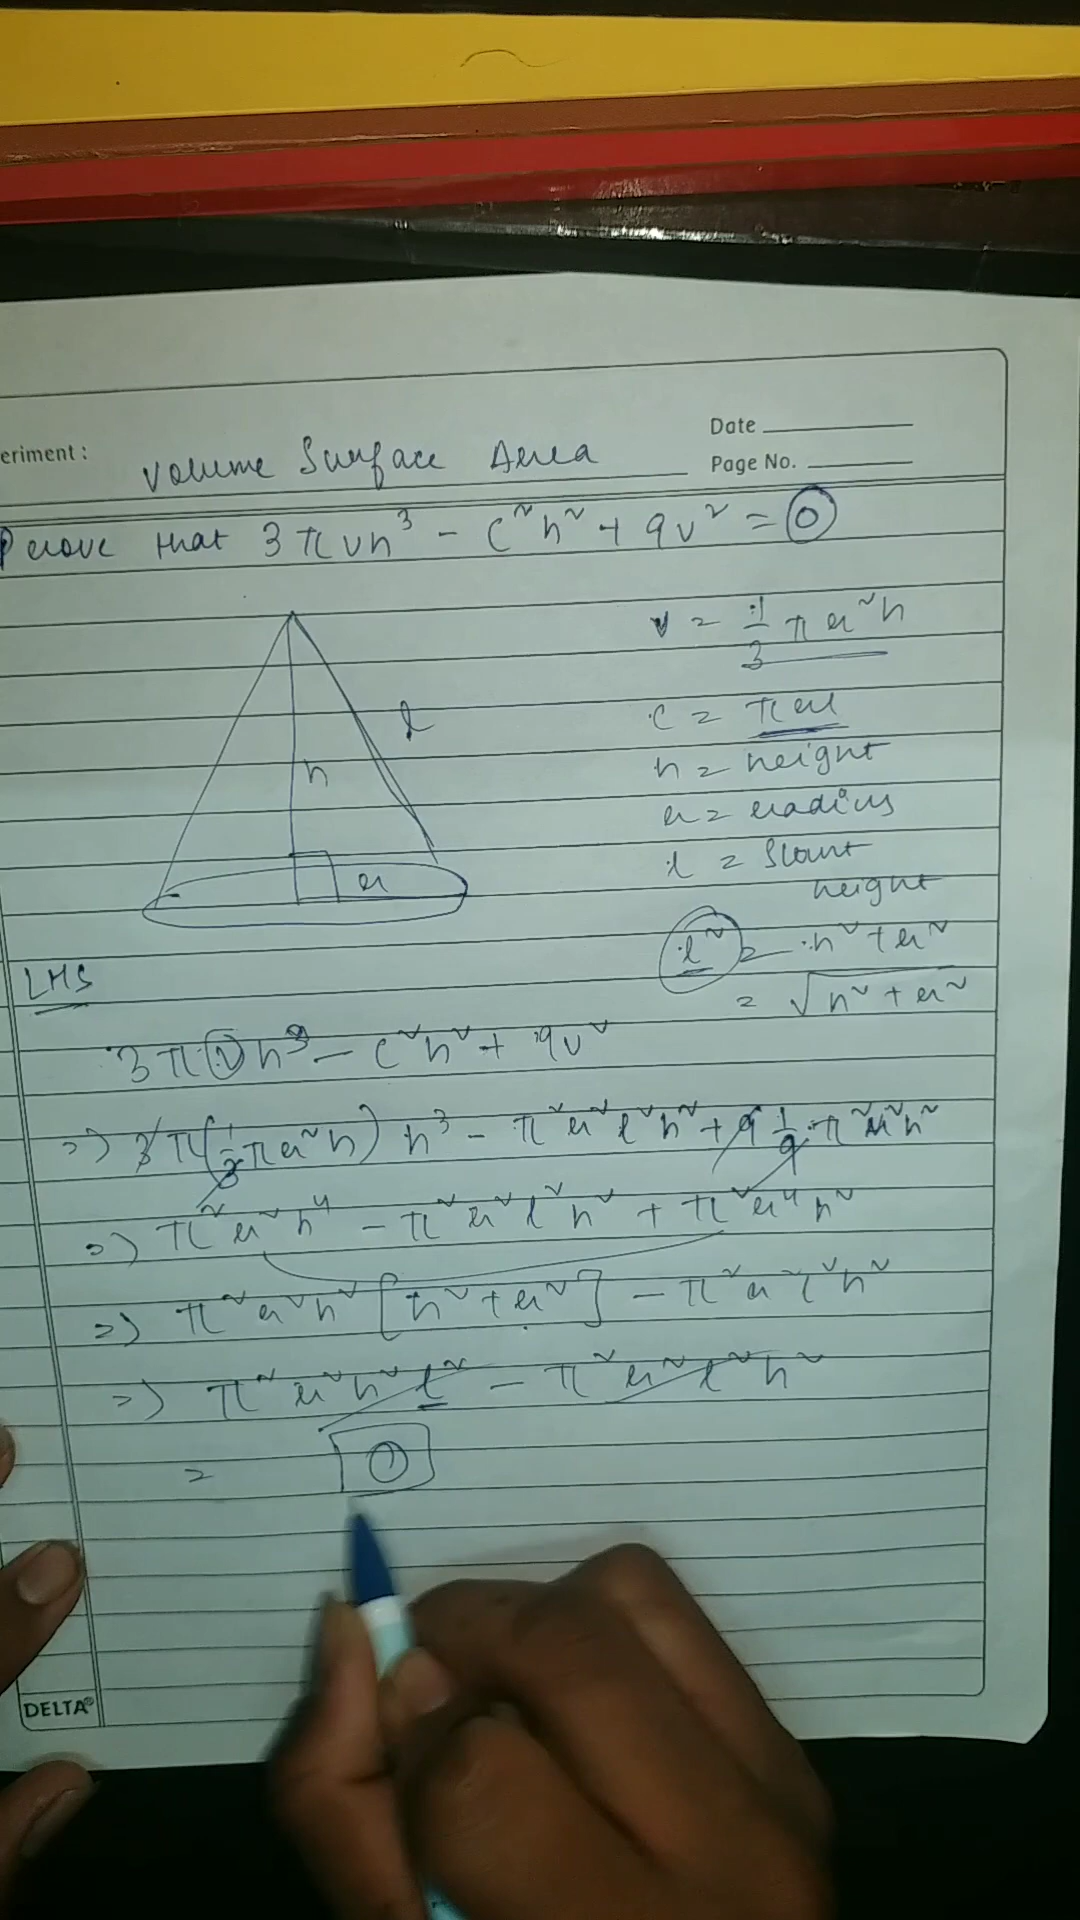 eriment :
Volume Surface Area
Date
Page No.
Prove that 3πvh³ - c²h² + 9v² = 0
v = 1/3 πr²h
c = πrl
h = height
r = radius
l = Slant
height
l² = h² + r²
= √h² + r²
l
h
r
LHS
3πvh³ - c²h² + 9v²
=> 3π(1/3 πr²h) h³ - π²r²l²h² + 9 1/9 π²r⁴h²
=> π²r²h⁴ - π²r²l²h² + π²r⁴h²
=> π²r²h² [h² + r²] - π²r²l²h²
=> π²r²h²l² - π²r²l²h²
= 0
DELTA®